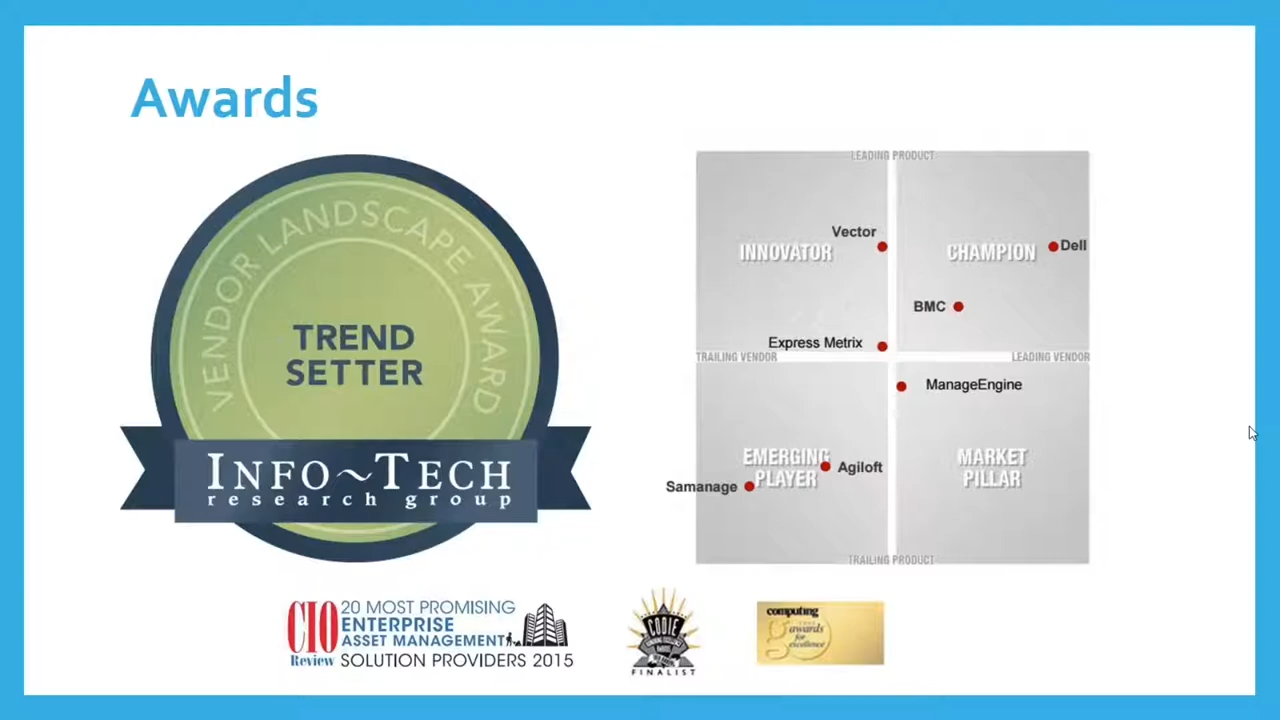 Awards
VENDOR LANDSCAPE AWARD
TREND
SETTER
INFO~TECH
research group
LEADING PRODUCT
Vector
INNOVATOR
CHAMPION
Dell
BMC
Express Metrix
TRAILING VENDOR
LEADING VENDOR
ManageEngine
EMERGING
PLAYER
Agiloft
Samanage
MARKET
PILLAR
TRAILING PRODUCT
CIO
Review
20 MOST PROMISING
ENTERPRISE
ASSET MANAGEMENT
SOLUTION PROVIDERS 2015
CODIE
FINALIST
computing
awards
for
excellence